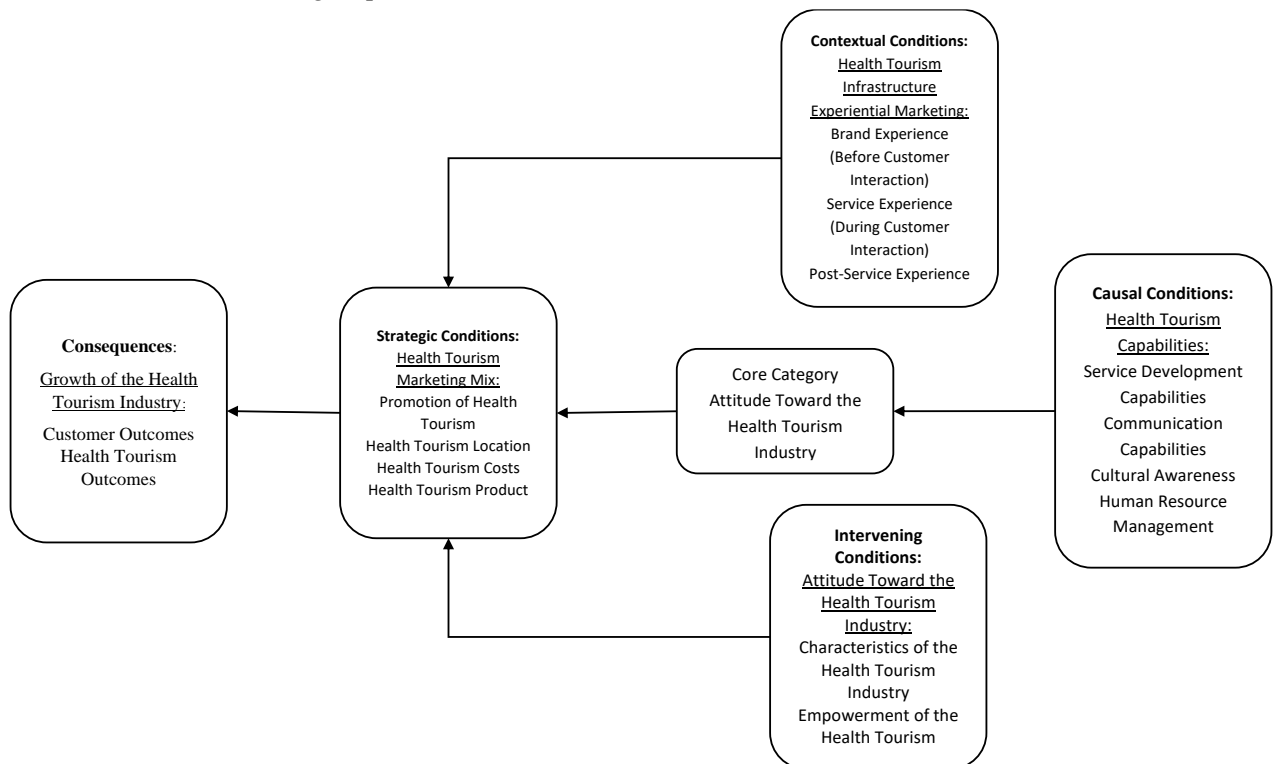 Contextual Conditions:
Health Tourism
Infrastructure
Experiential Marketing:
Brand Experience
(Before Customer
Interaction)
Service Experience
(During Customer
Interaction)
Post-Service Experience
Causal Conditions:
Health Tourism
Capabilities:
Service Development
Capabilities
Communication
Capabilities
Cultural Awareness
Human Resource
Management
Core Category
Attitude Toward the
Health Tourism
Industry
Strategic Conditions:
Health Tourism
Marketing Mix:
Promotion of Health
Tourism
Health Tourism Location
Health Tourism Costs
Health Tourism Product
Consequences:
Growth of the Health
Tourism Industry:
Customer Outcomes
Health Tourism
Outcomes
Intervening
Conditions:
Attitude Toward the
Health Tourism
Industry:
Characteristics of the
Health Tourism
Industry
Empowerment of the
Health Tourism